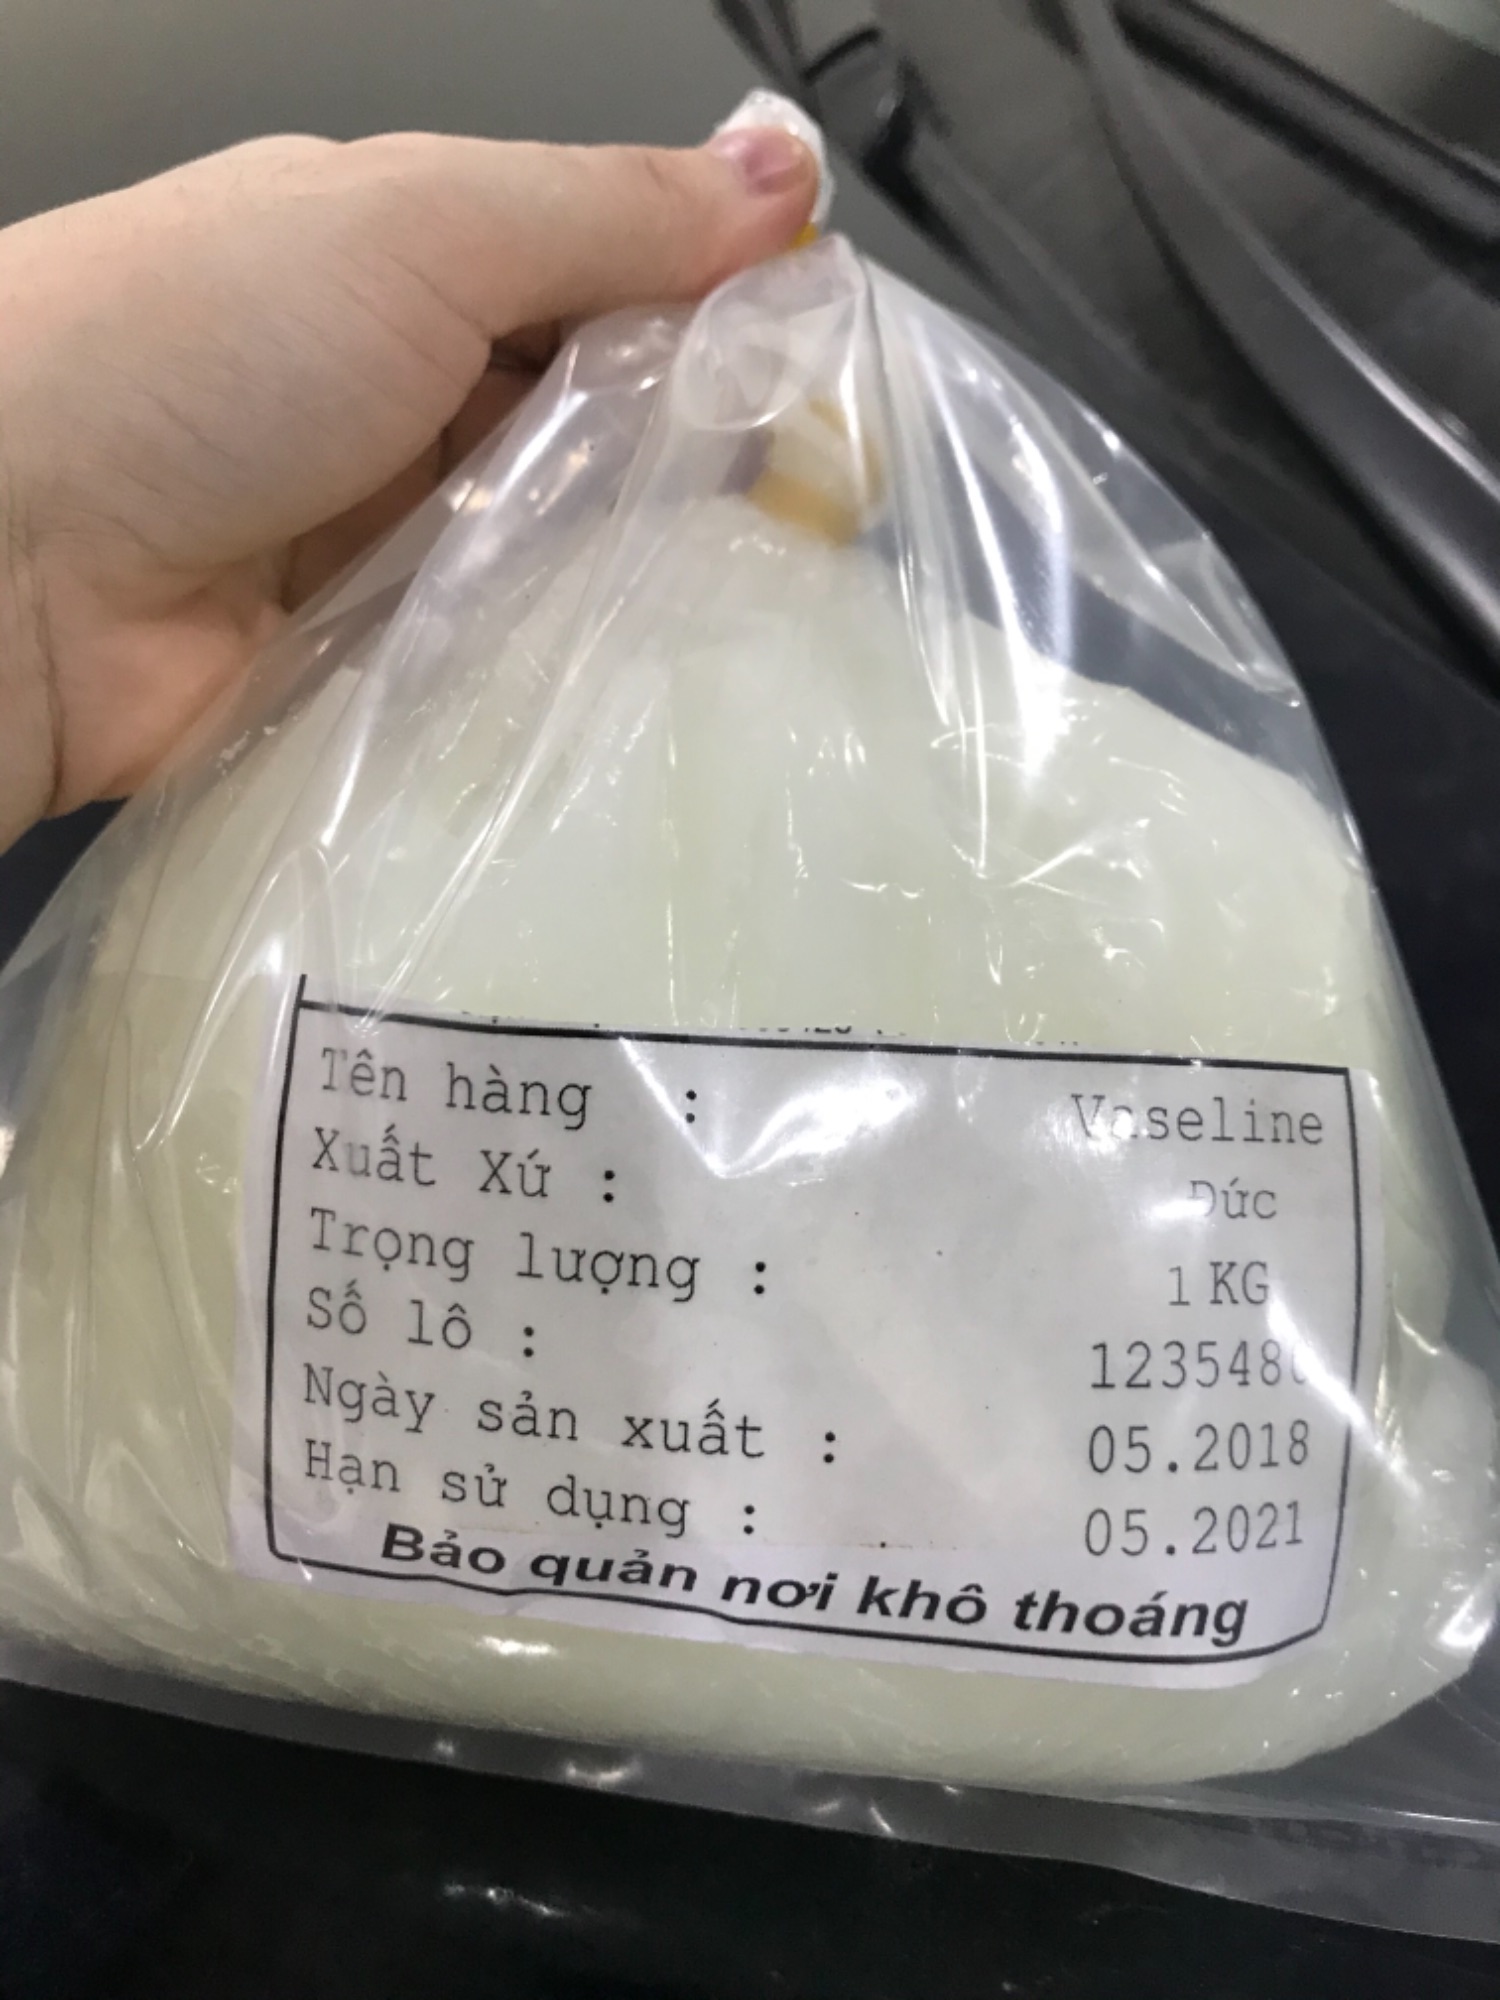 Tên hàng : Vaseline
Xuất Xứ : Đức
Trọng lượng : 1 KG
Số lô :
Ngày sản xuất : 05.2018
Hạn sử dụng : 05.2021
Bảo quản nơi khô thoáng